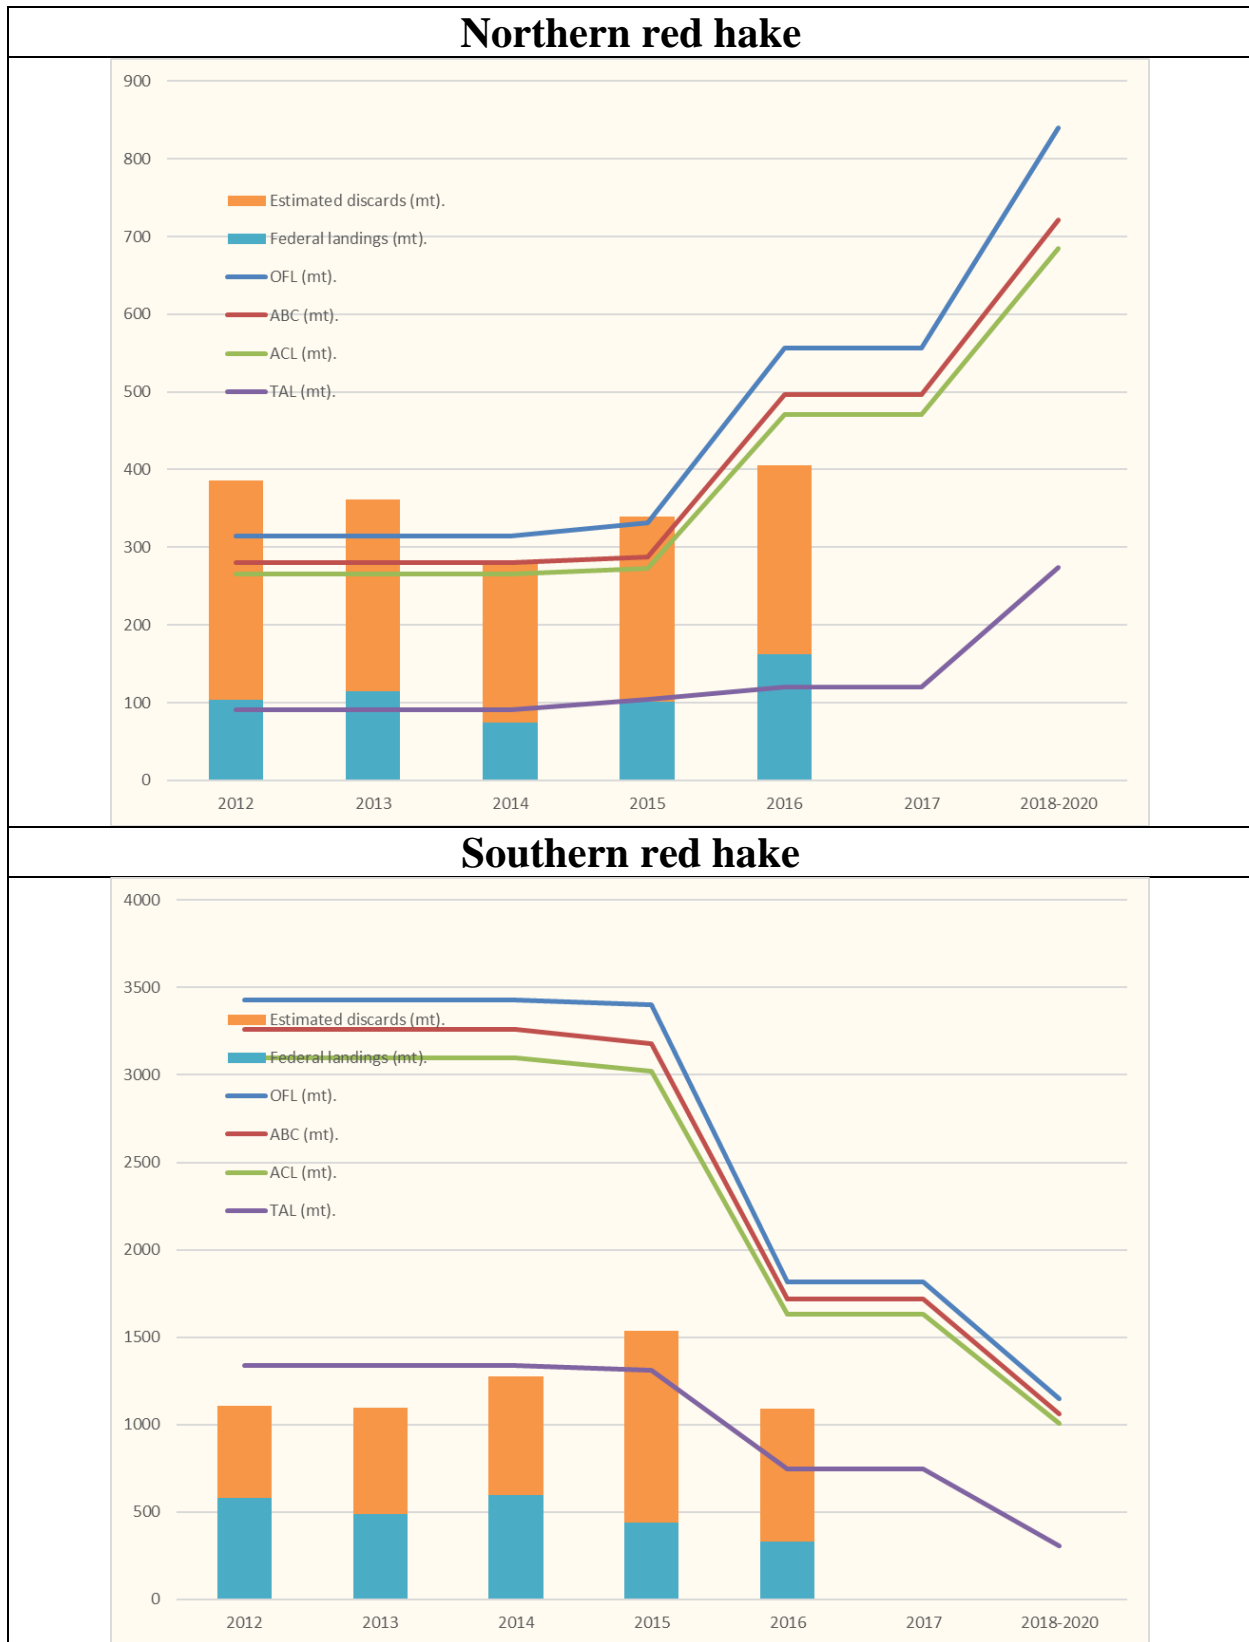 Northern red hake
900
800
700
600
500
400
300
200
100
0
Estimated discards (mt).
Federal landings (mt).
OFL (mt).
ABC (mt).
ACL (mt).
TAL (mt).
2012 2013 2014 2015 2016 2017 2018-2020
Southern red hake
4000
3500
3000
2500
2000
1500
1000
500
0
Estimated discards (mt).
Federal landings (mt).
OFL (mt).
ABC (mt).
ACL (mt).
TAL (mt).
2012 2013 2014 2015 2016 2017 2018-2020